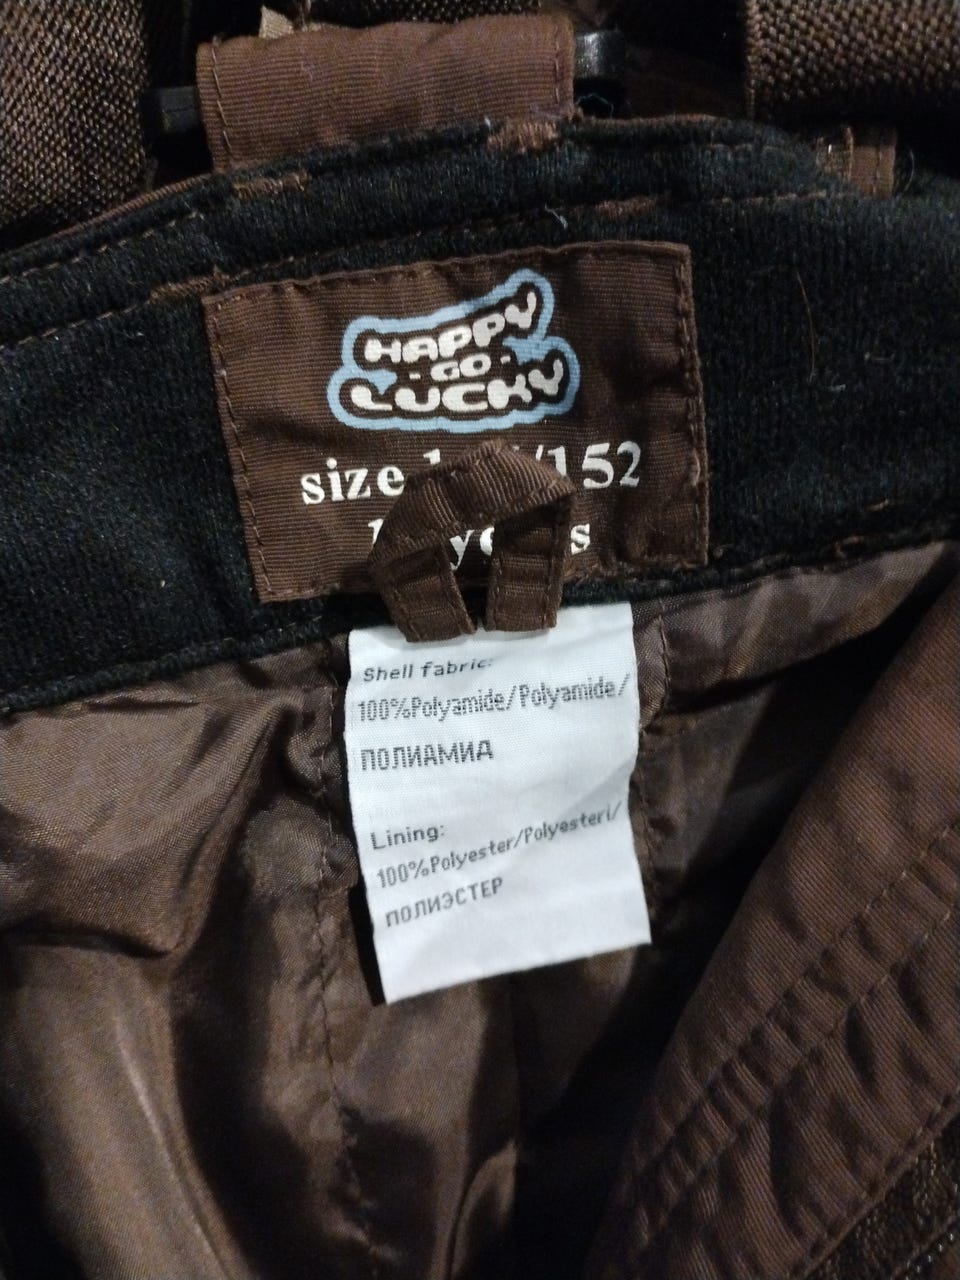 HAPPY
-GO-
LUCKY
size /152
Shell fabric:
100%Polyamide/Polyamide/
ПОЛИАМИД
Lining:
100%Polyester/Polyesteri/
ПОЛИЭСТЕР